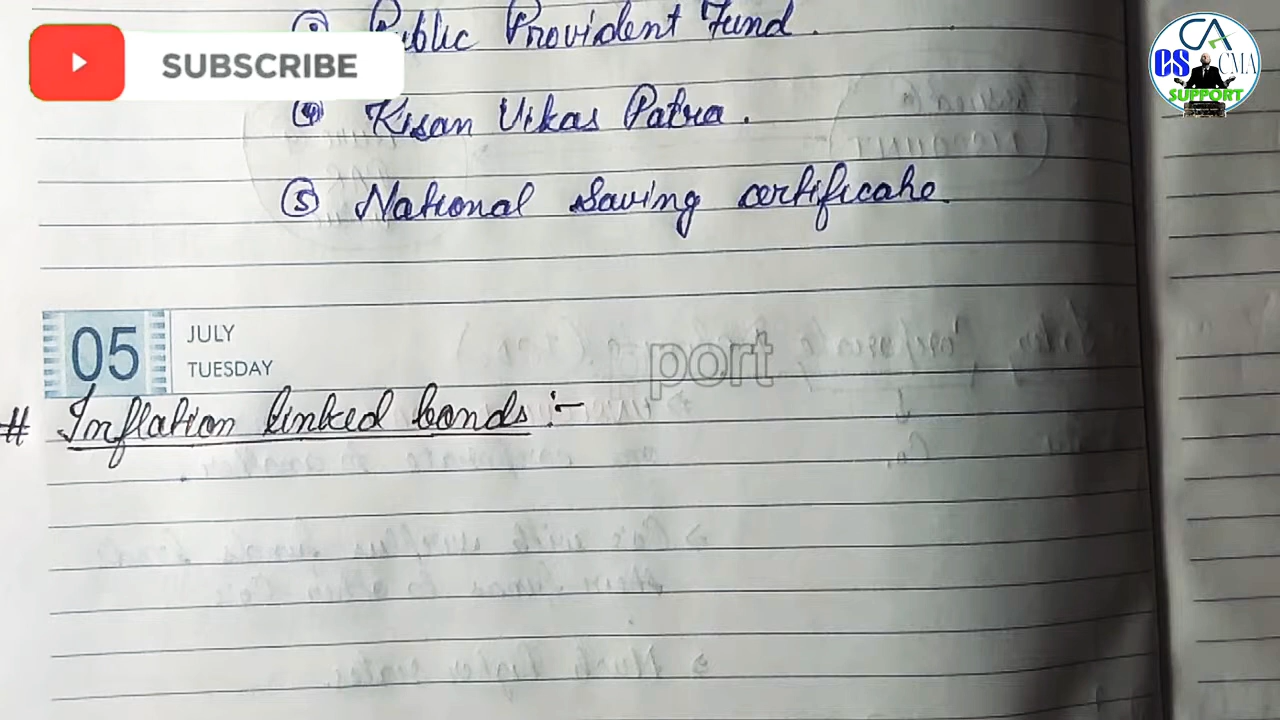 ③ Public Provident Fund.
SUBSCRIBE
CA
CS CMA
SUPPORT
④ Kisan Vikas Patra.
⑤ National Saving certificate.
05
JULY
TUESDAY
port
# Inflation linked bonds :-